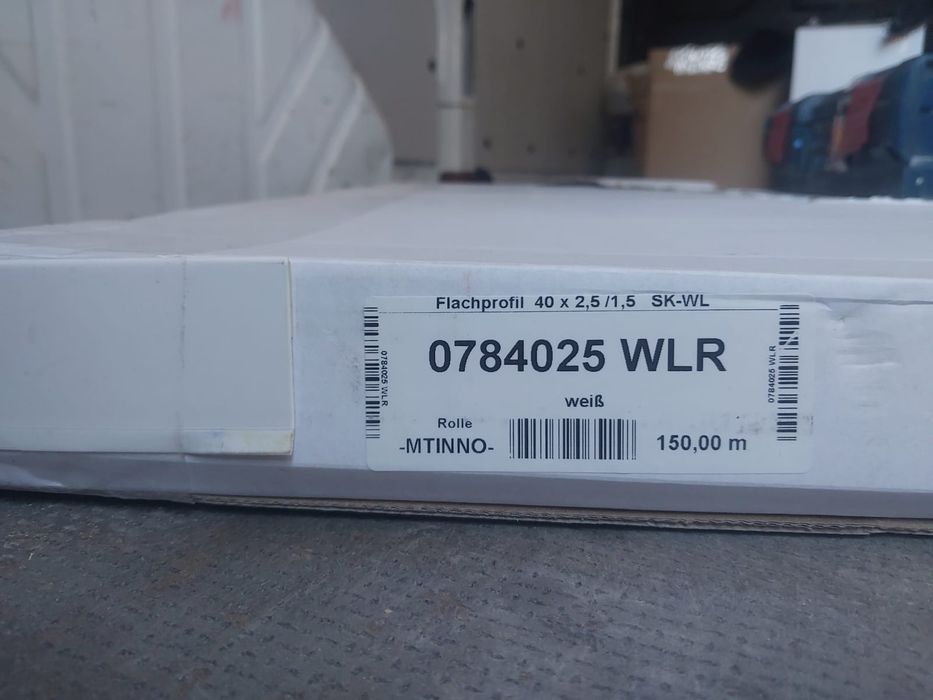 Flachprofil 40 x 2,5 /1,5 SK-WL
0784025 WLR
0784025 WLR
0784025 WLR
weiß
Rolle
-MTINNO-
150,00 m